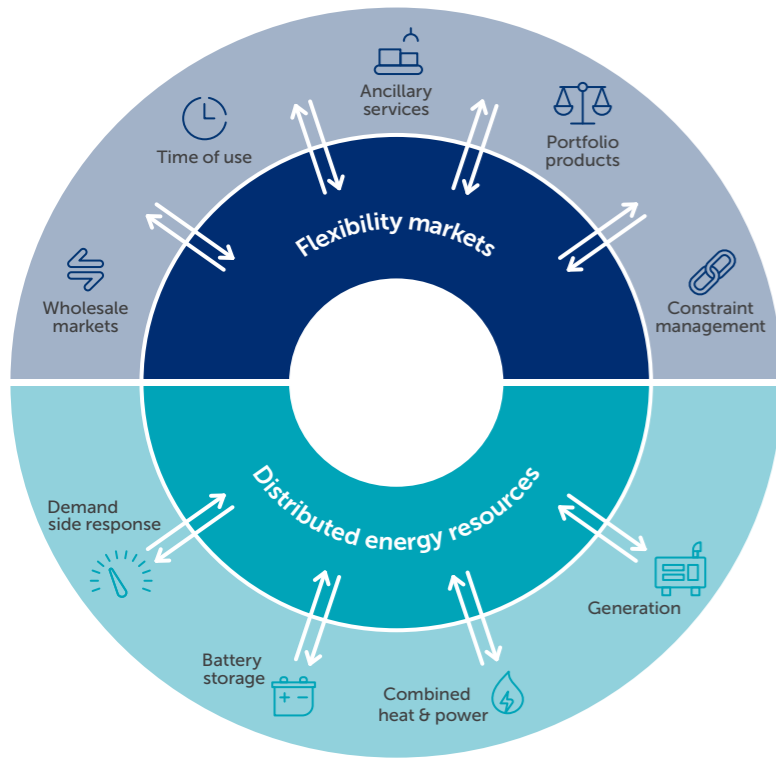 Ancillary
services
Time of use
Portfolio
products
Wholesale
markets
Constraint
management
Flexibility markets
Distributed energy resources
Demand
side response
Battery
storage
Combined
heat & power
Generation